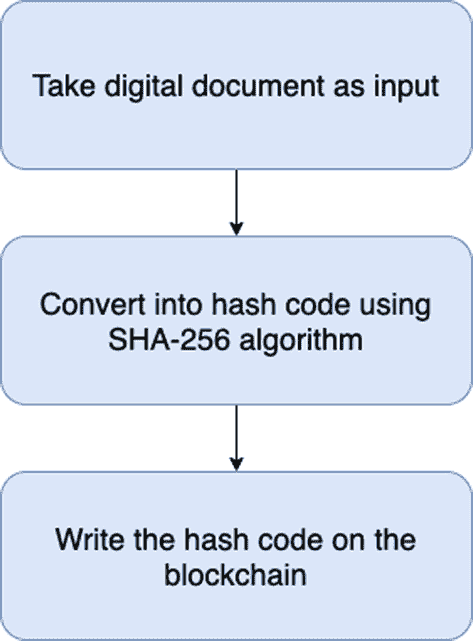 Take digital document as input
Convert into hash code using
SHA-256 algorithm
Write the hash code on the
blockchain